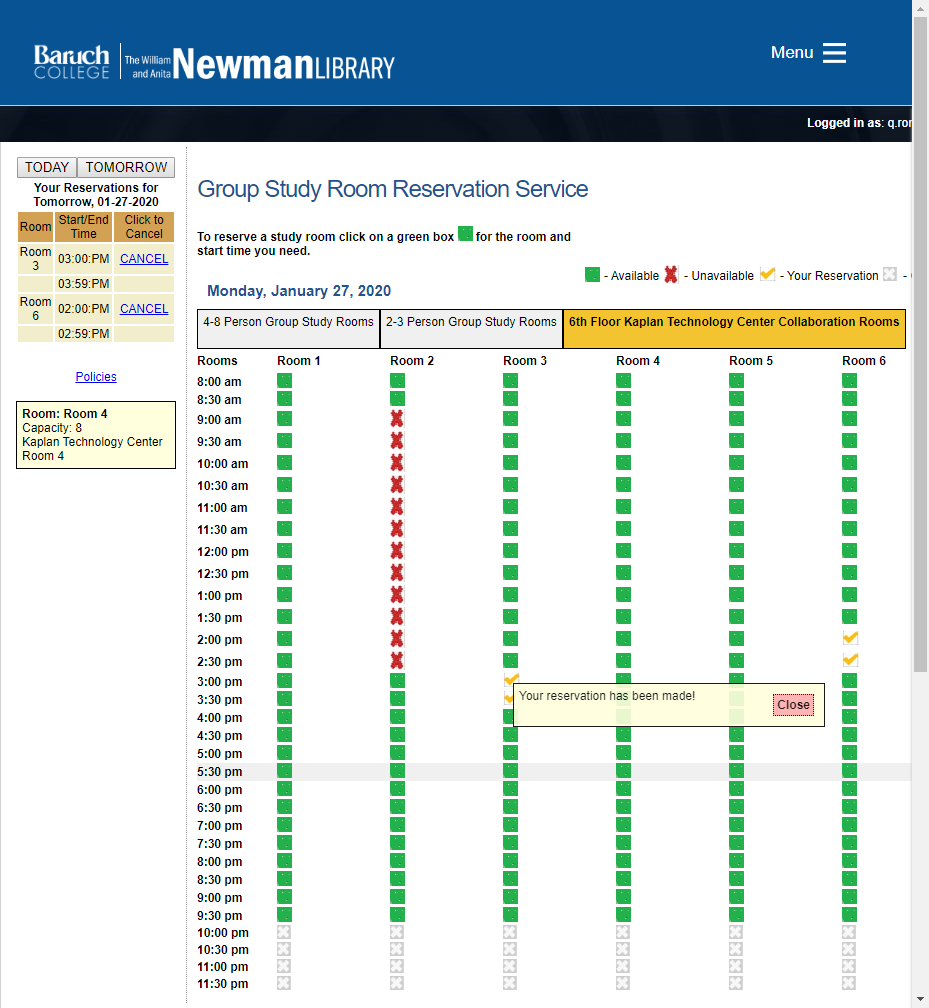 Baruch COLLEGE
The William and Anita Newman LIBRARY
Menu
Logged in as: q.ror
TODAY TOMORROW
Your Reservations for
Tomorrow, 01-27-2020
Room Start/End Time Click to Cancel
Room 3 03:00:PM CANCEL
03:59:PM
Room 6 02:00:PM CANCEL
02:59:PM
Policies
Room: Room 4
Capacity: 8
Kaplan Technology Center
Room 4
Group Study Room Reservation Service
To reserve a study room click on a green box for the room and
start time you need.
- Available - Unavailable - Your Reservation -
Monday, January 27, 2020
4-8 Person Group Study Rooms 2-3 Person Group Study Rooms 6th Floor Kaplan Technology Center Collaboration Rooms
Rooms Room 1 Room 2 Room 3 Room 4 Room 5 Room 6
8:00 am
8:30 am
9:00 am
9:30 am
10:00 am
10:30 am
11:00 am
11:30 am
12:00 pm
12:30 pm
1:00 pm
1:30 pm
2:00 pm
2:30 pm
3:00 pm
3:30 pm
Your reservation has been made! Close
4:00 pm
4:30 pm
5:00 pm
5:30 pm
6:00 pm
6:30 pm
7:00 pm
7:30 pm
8:00 pm
8:30 pm
9:00 pm
9:30 pm
10:00 pm
10:30 pm
11:00 pm
11:30 pm